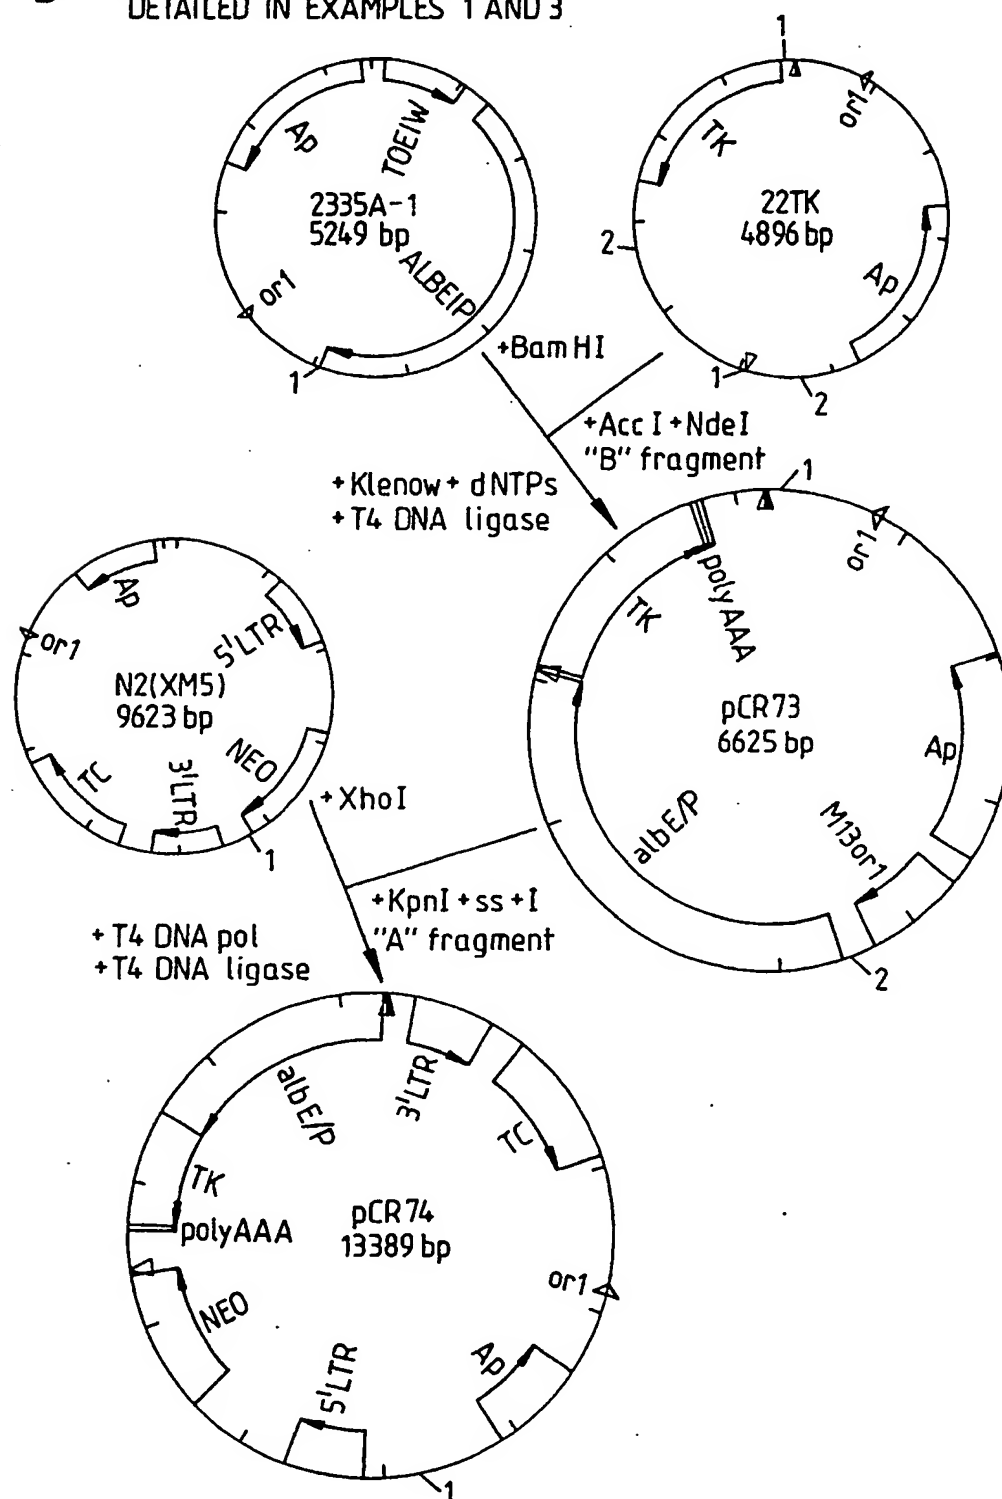 DETAILED IN EXAMPLES 1 AND 3
1
Ap
TOEIW
2335A-1
5249 bp
ALBEIP
or1
1
TK
or1
22TK
4896 bp
2
Ap
1
2
+Bam HI
+Acc I +NdeI
"B" fragment
+Klenow + dNTPs
+T4 DNA ligase
Ap
or1
5'LTR
N2(XM5)
9623 bp
NEO
TC
3'LTR
1
1
or1
polyAAA
TK
pCR73
6625 bp
Ap
M13or1
albE/P
2
+XhoI
+KpnI +ss +I
"A" fragment
+ T4 DNA pol
+T4 DNA ligase
albE/P
3'LTR
TC
TK
polyAAA
pCR74
13389 bp
or1
NEO
5'LTR
Ap
1